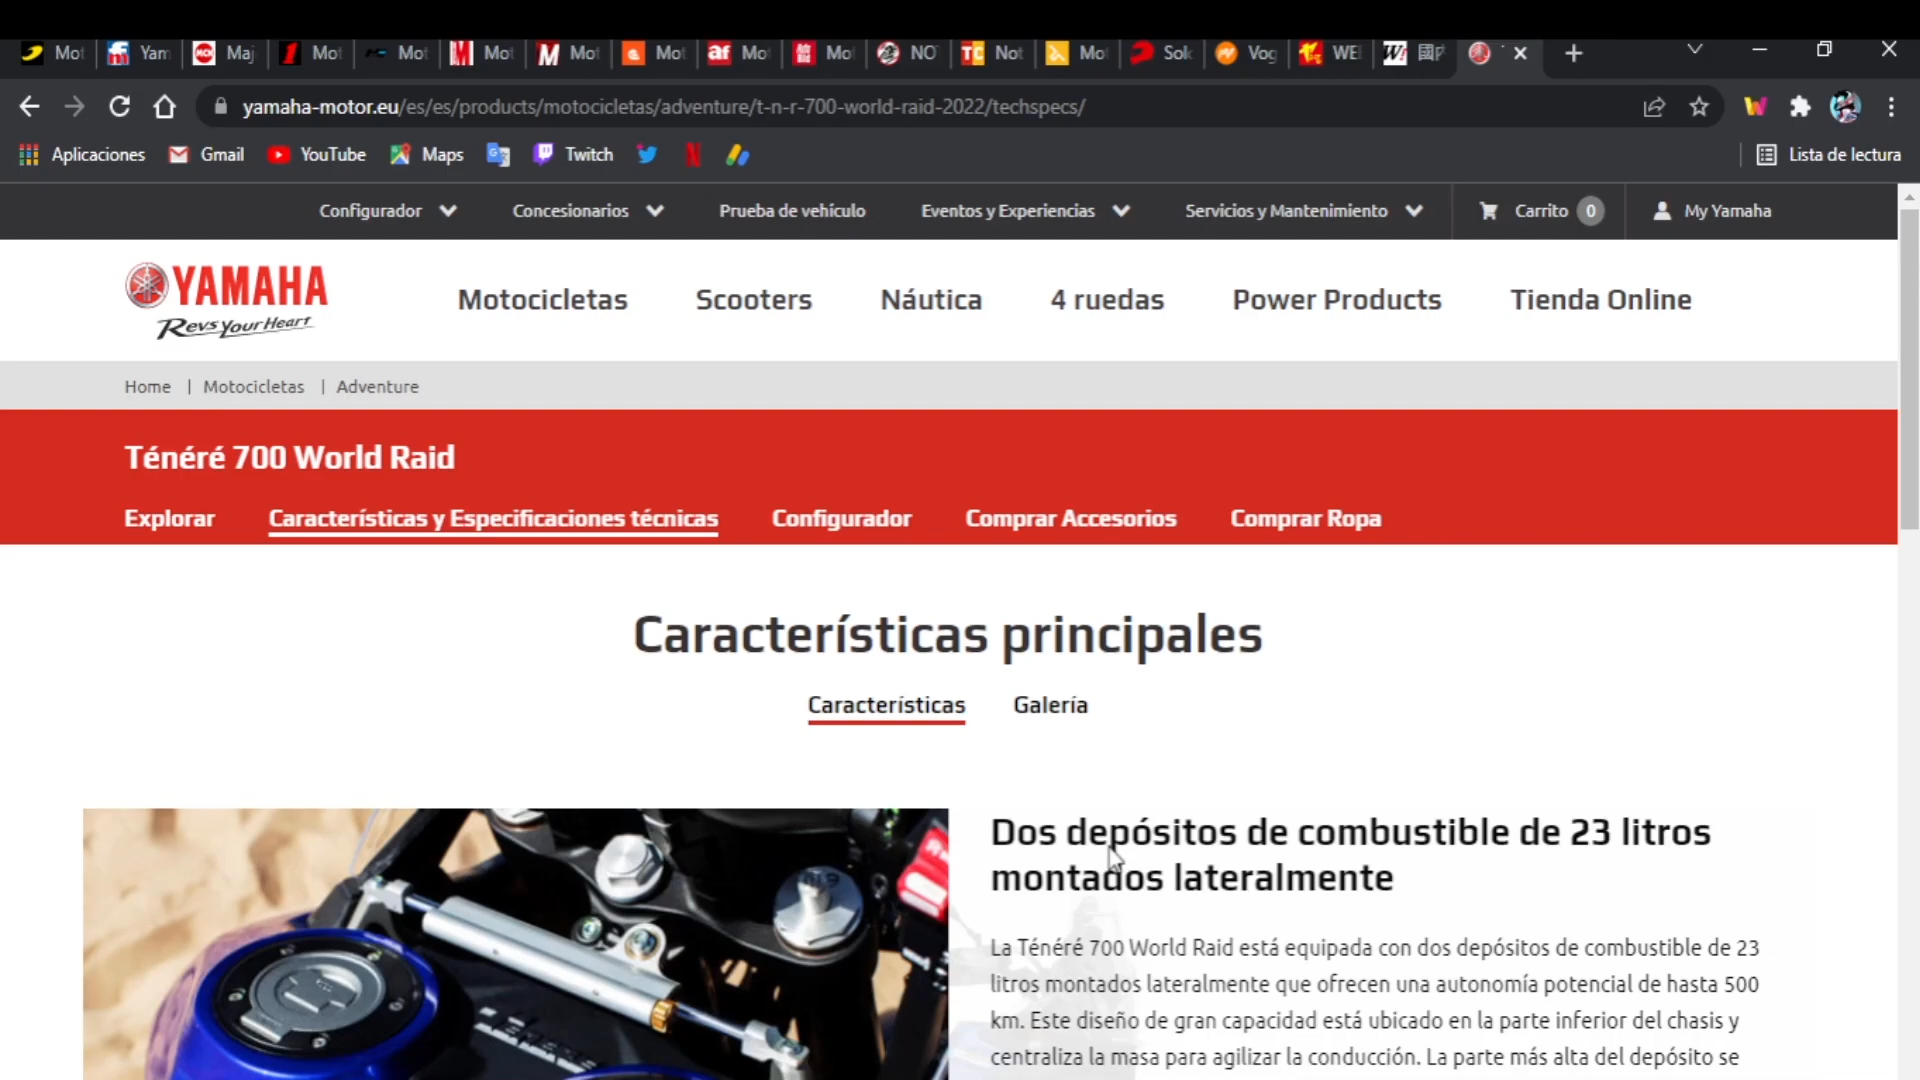 Mot Yam Maj Mot Mot Mot Mot Mot Mot Mot NO Not Mot Sok Vog WE
yamaha-motor.eu/es/es/products/motocicletas/adventure/t-n-r-700-world-raid-2022/techspecs/
Aplicaciones Gmail YouTube Maps Twitch Lista de lectura
Configurador Concesionarios Prueba de vehículo Eventos y Experiencias Servicios y Mantenimiento Carrito 0 My Yamaha
YAMAHA
Revs Your Heart
Motocicletas Scooters Náutica 4 ruedas Power Products Tienda Online
Home | Motocicletas | Adventure
Ténéré 700 World Raid
Explorar Características y Especificaciones técnicas Configurador Comprar Accesorios Comprar Ropa
Características principales
Características Galería
Dos depósitos de combustible de 23 litros
montados lateralmente
La Ténéré 700 World Raid está equipada con dos depósitos de combustible de 23
litros montados lateralmente que ofrecen una autonomía potencial de hasta 500
km. Este diseño de gran capacidad está ubicado en la parte inferior del chasis y
centraliza la masa para agilizar la conducción. La parte más alta del depósito se